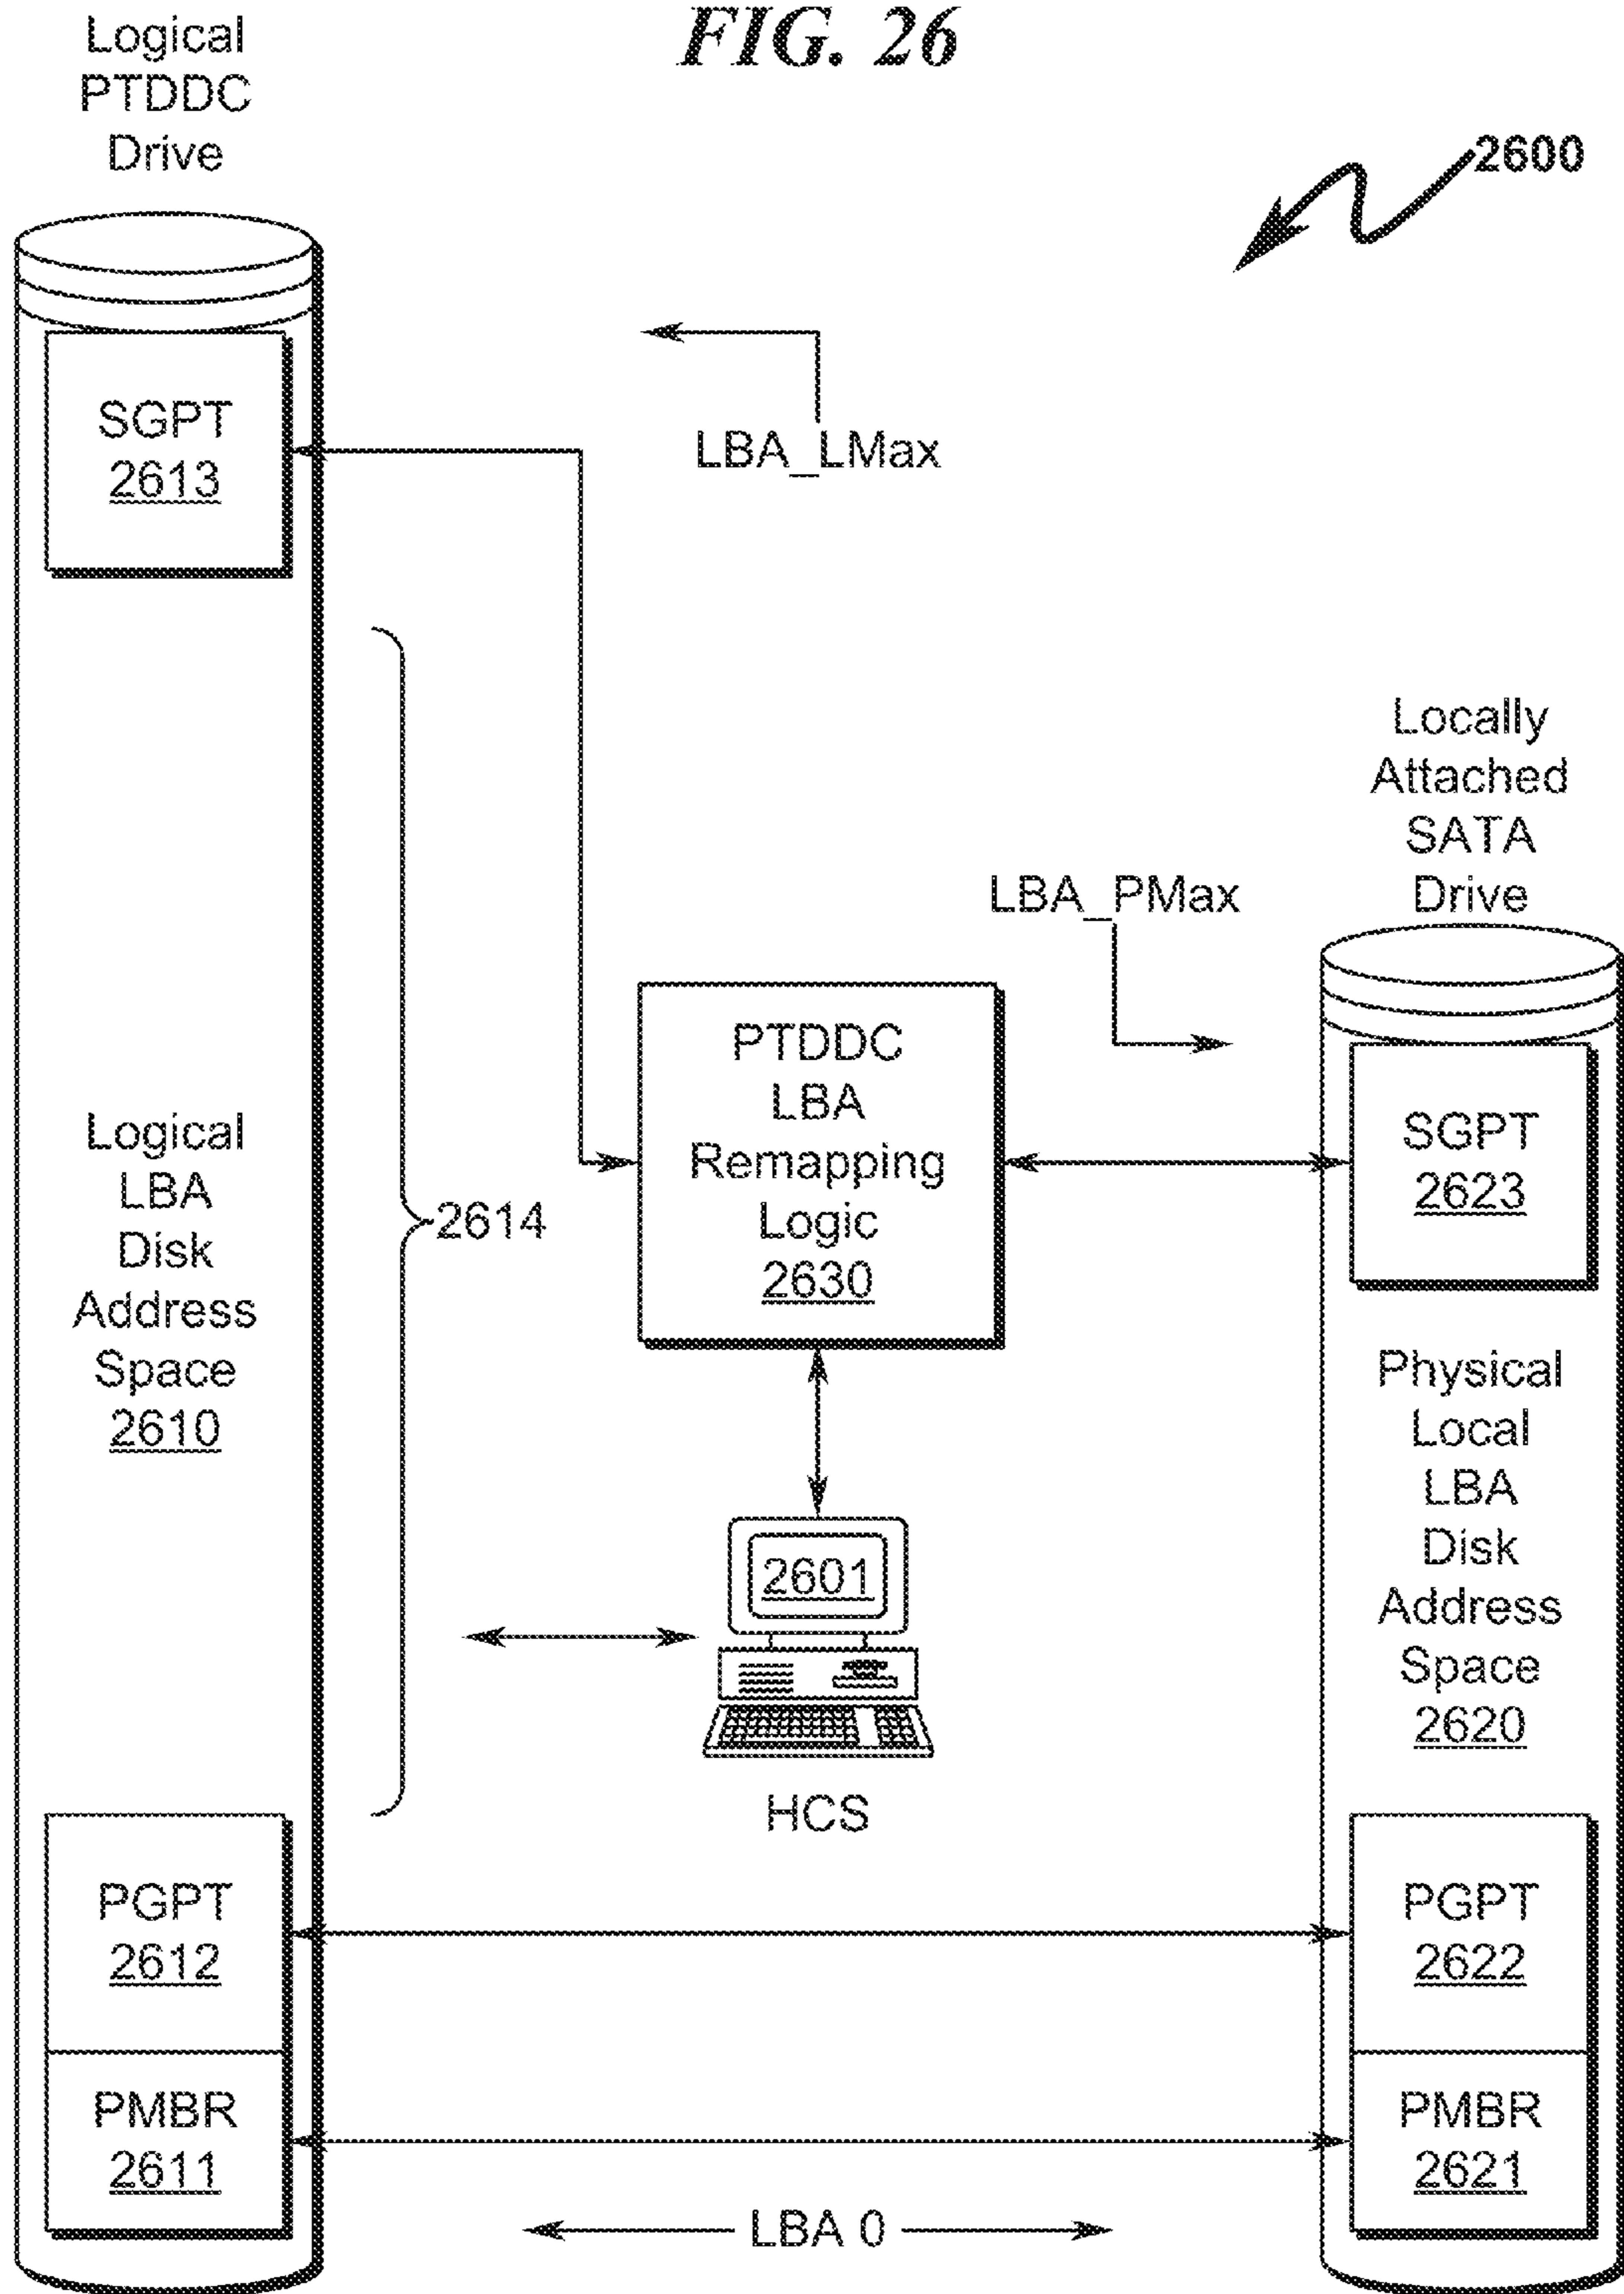 FIG. 26
Logical
PTDDC
Drive
2600
SGPT
2613
LBA_LMax
Locally
Attached
SATA
Drive
LBA_PMax
PTDDC
LBA
Remapping
Logic
2630
SGPT
2623
Logical
LBA
Disk
Address
Space
2610
2614
Physical
Local
LBA
Disk
Address
Space
2620
2601
HCS
PGPT
2612
PGPT
2622
PMBR
2611
PMBR
2621
LBA 0